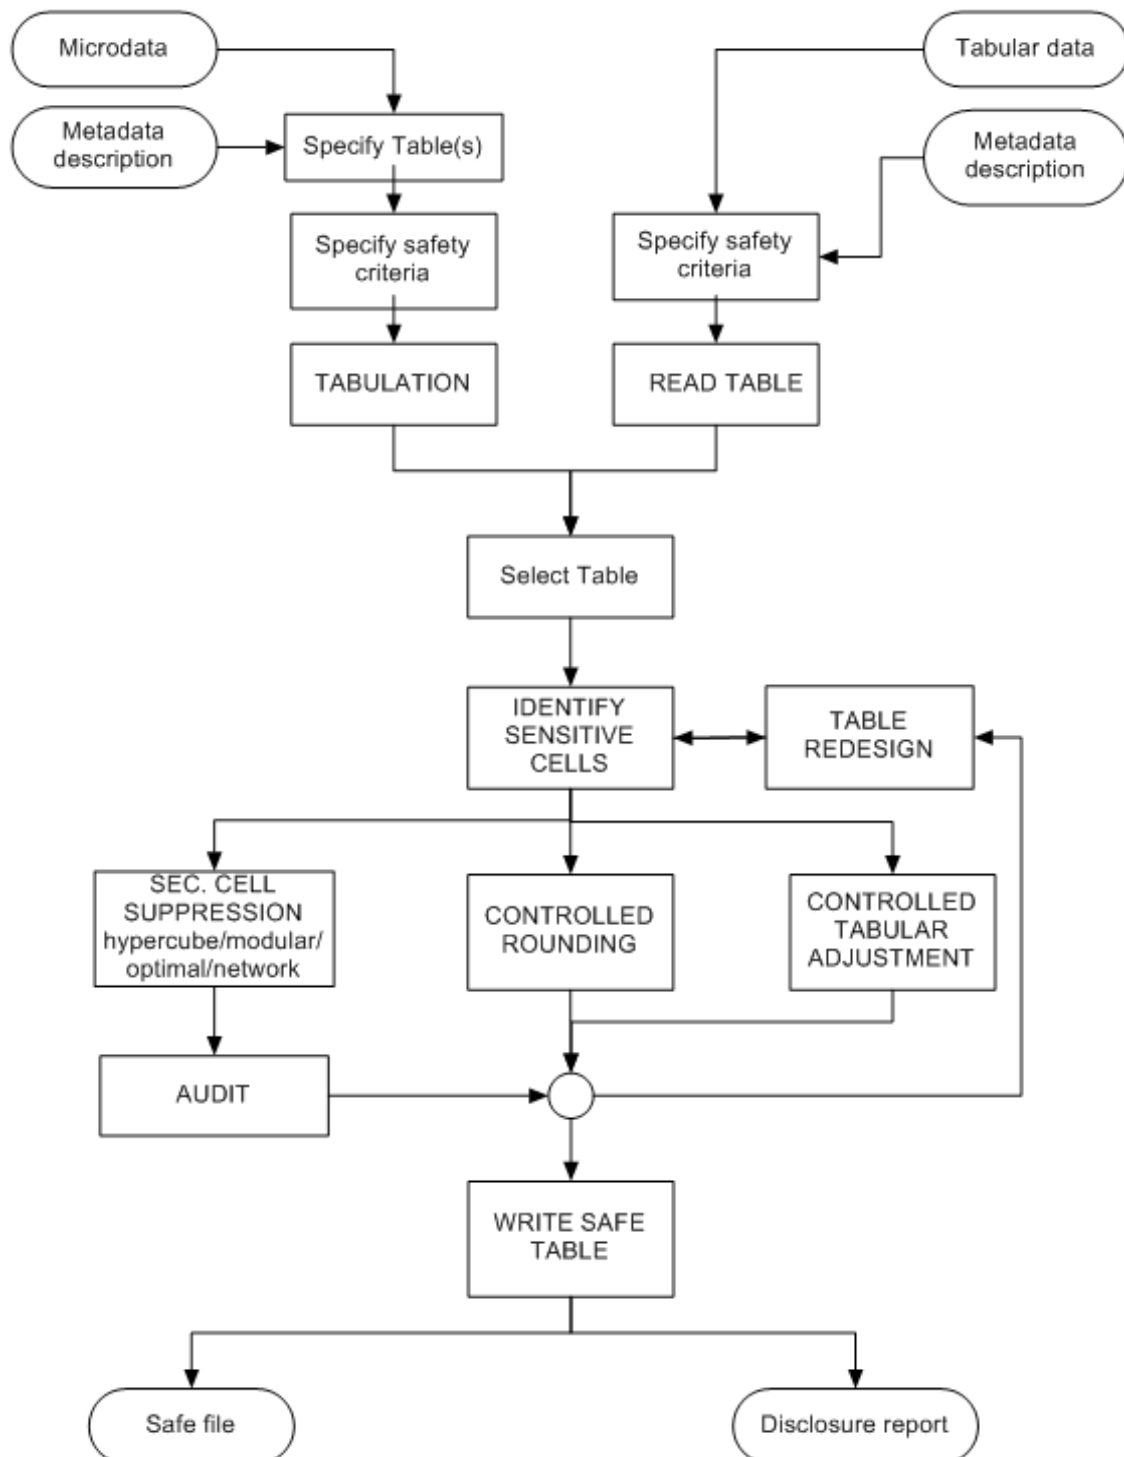 Microdata
Tabular data
Metadata
description
Metadata
description
Specify Table(s)
Specify safety
criteria
Specify safety
criteria
TABULATION
READ TABLE
Select Table
IDENTIFY
SENSITIVE
CELLS
TABLE
REDESIGN
SEC. CELL
SUPPRESSION
hypercube/modular/
optimal/network
CONTROLLED
ROUNDING
CONTROLLED
TABULAR
ADJUSTMENT
AUDIT
WRITE SAFE
TABLE
Safe file
Disclosure report